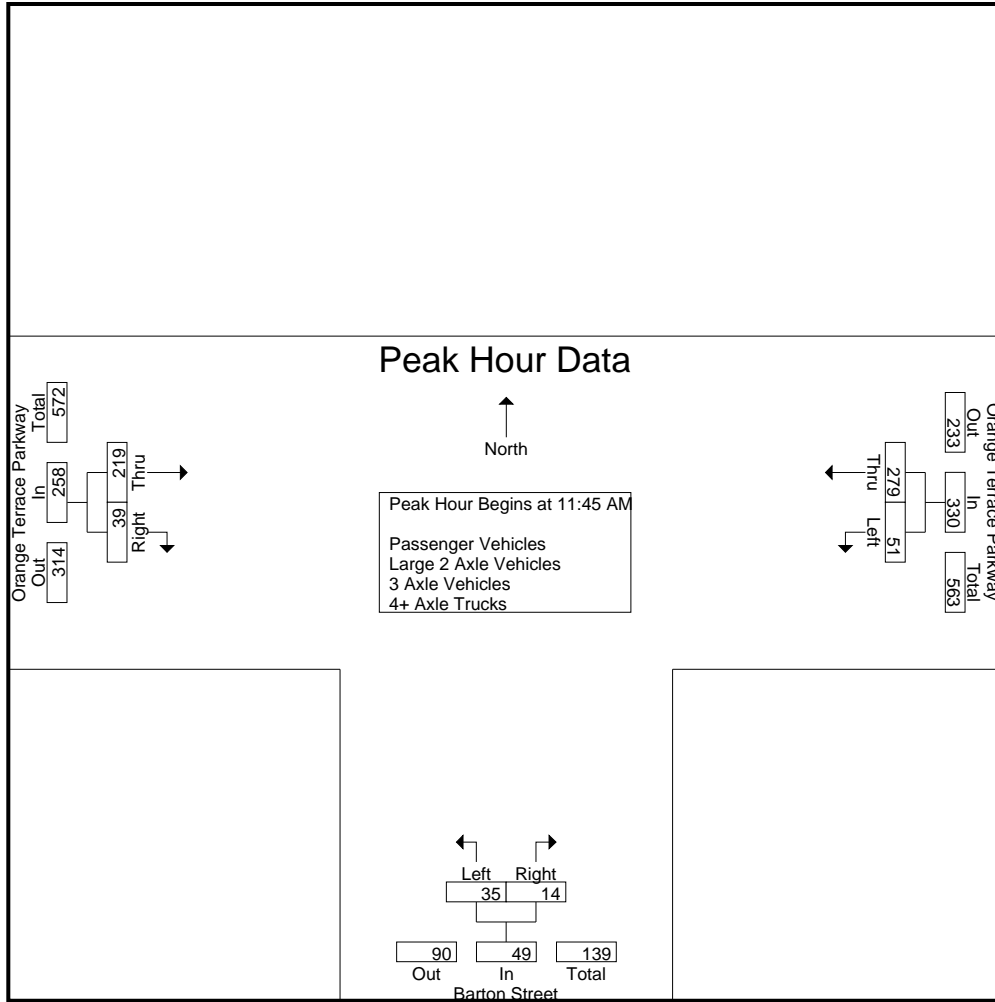 Peak Hour Data
North
Peak Hour Begins at 11:45 AM
Passenger Vehicles
Large 2 Axle Vehicles
3 Axle Vehicles
4+ Axle Trucks
Orange Terrace Parkway
Out In Total
314 258 572
Right Thru
39 219
Orange Terrace Parkway
Out In Total
233 330 563
Thru Left
279 51
Left Right
35 14
90 49 139
Out In Total
Barton Street